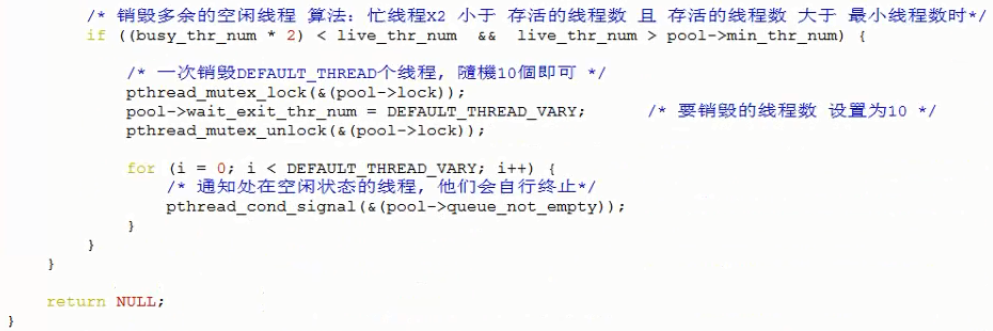 /* 销毁多余的空闲线程 算法：忙线程X2 小于 存活的线程数 且 存活的线程数 大于 最小线程数时*/
if ((busy_thr_num * 2) < live_thr_num  &&  live_thr_num > pool->min_thr_num) {
/* 一次销毁DEFAULT_THREAD个线程, 隨機10個即可 */
pthread_mutex_lock(&(pool->lock));
pool->wait_exit_thr_num = DEFAULT_THREAD_VARY;      /* 要销毁的线程数 设置为10 */
pthread_mutex_unlock(&(pool->lock));
for (i = 0; i < DEFAULT_THREAD_VARY; i++) {
/* 通知处在空闲状态的线程, 他们会自行终止*/
pthread_cond_signal(&(pool->queue_not_empty));
}
}
}
return NULL;
}